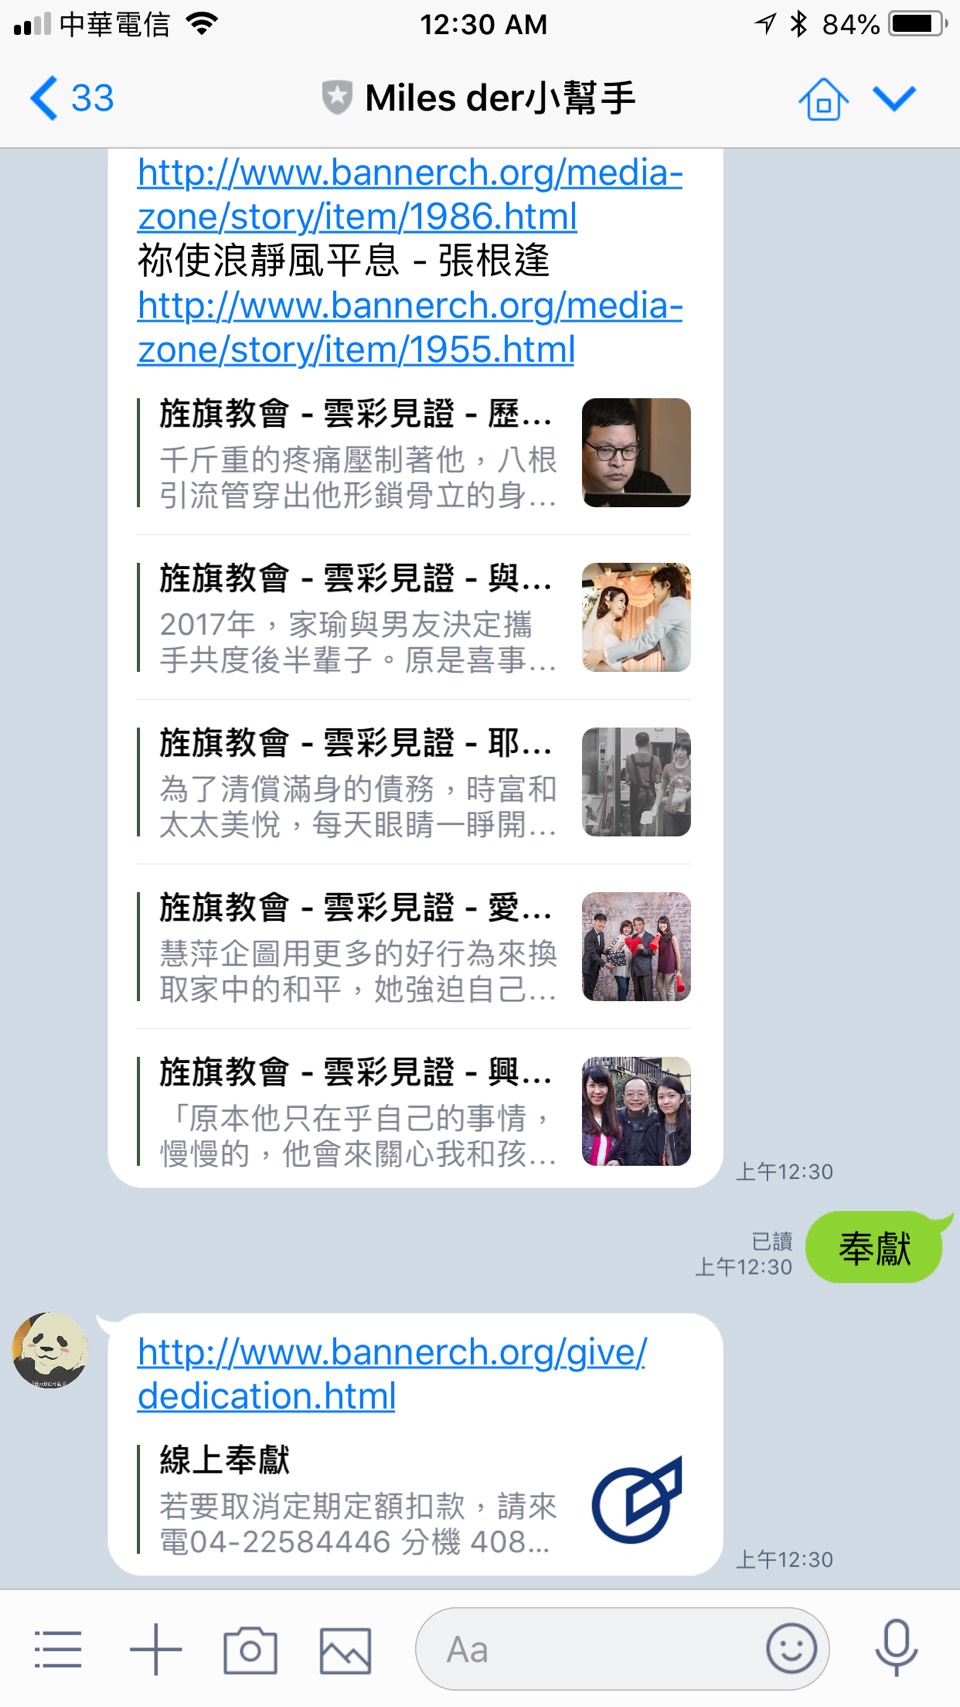 中華電信
12:30 AM
84%
33
Miles der小幫手
http://www.bannerch.org/media-
zone/story/item/1986.html
祢使浪靜風平息 - 張根逢
http://www.bannerch.org/media-
zone/story/item/1955.html
旌旗教會 - 雲彩見證 - 歷...
千斤重的疼痛壓制著他，八根
引流管穿出他形鎖骨立的身...
旌旗教會 - 雲彩見證 - 與...
2017年，家瑜與男友決定攜
手共度後半輩子。原是喜事...
旌旗教會 - 雲彩見證 - 耶...
為了清償滿身的債務，時富和
太太美悅，每天眼睛一睜開...
旌旗教會 - 雲彩見證 - 愛...
慧萍企圖用更多的好行為來換
取家中的和平，她強迫自己...
旌旗教會 - 雲彩見證 - 興...
「原本他只在乎自己的事情，
慢慢的，他會來關心我和孩...
上午12:30
已讀
上午12:30
奉獻
http://www.bannerch.org/give/
dedication.html
線上奉獻
若要取消定期定額扣款，請來
電04-22584446 分機 408...
上午12:30
Aa